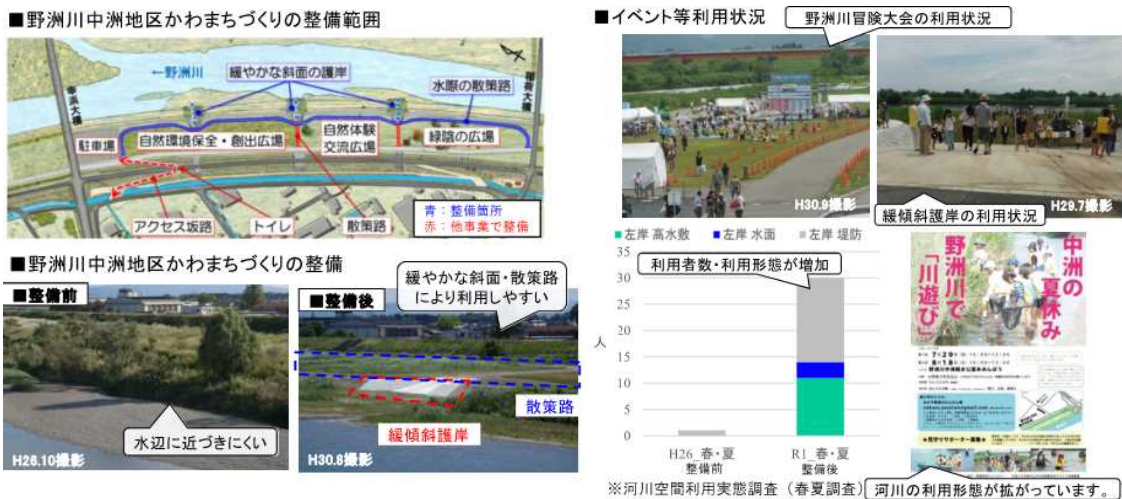 ■野洲川中洲地区かわまちづくりの整備範囲
←野洲川
緩やかな斜面の護岸
水際の散策路
幸浜大橋
稲荷大橋
駐車場
自然環境保全・創出広場
自然体験
交流広場
緑陰の広場
アクセス坂路
トイレ
散策路
青：整備箇所
赤：他事業で整備
■野洲川中洲地区かわまちづくりの整備
■整備前
水辺に近づきにくい
H26.10撮影
■整備後
緩やかな斜面・散策路
により利用しやすい
散策路
緩傾斜護岸
H30.8撮影
■イベント等利用状況
野洲川冒険大会の利用状況
H30.9撮影
緩傾斜護岸の利用状況
H29.7撮影
左岸 高水敷
左岸 水面
左岸 堤防
利用者数・利用形態が増加
人
35
30
25
20
15
10
5
0
H26_春・夏
整備前
R1_春・夏
整備後
※河川空間利用実態調査（春夏調査）
中洲の夏休み
野洲川で
「川遊び」
河川の利用形態が拡がっています。